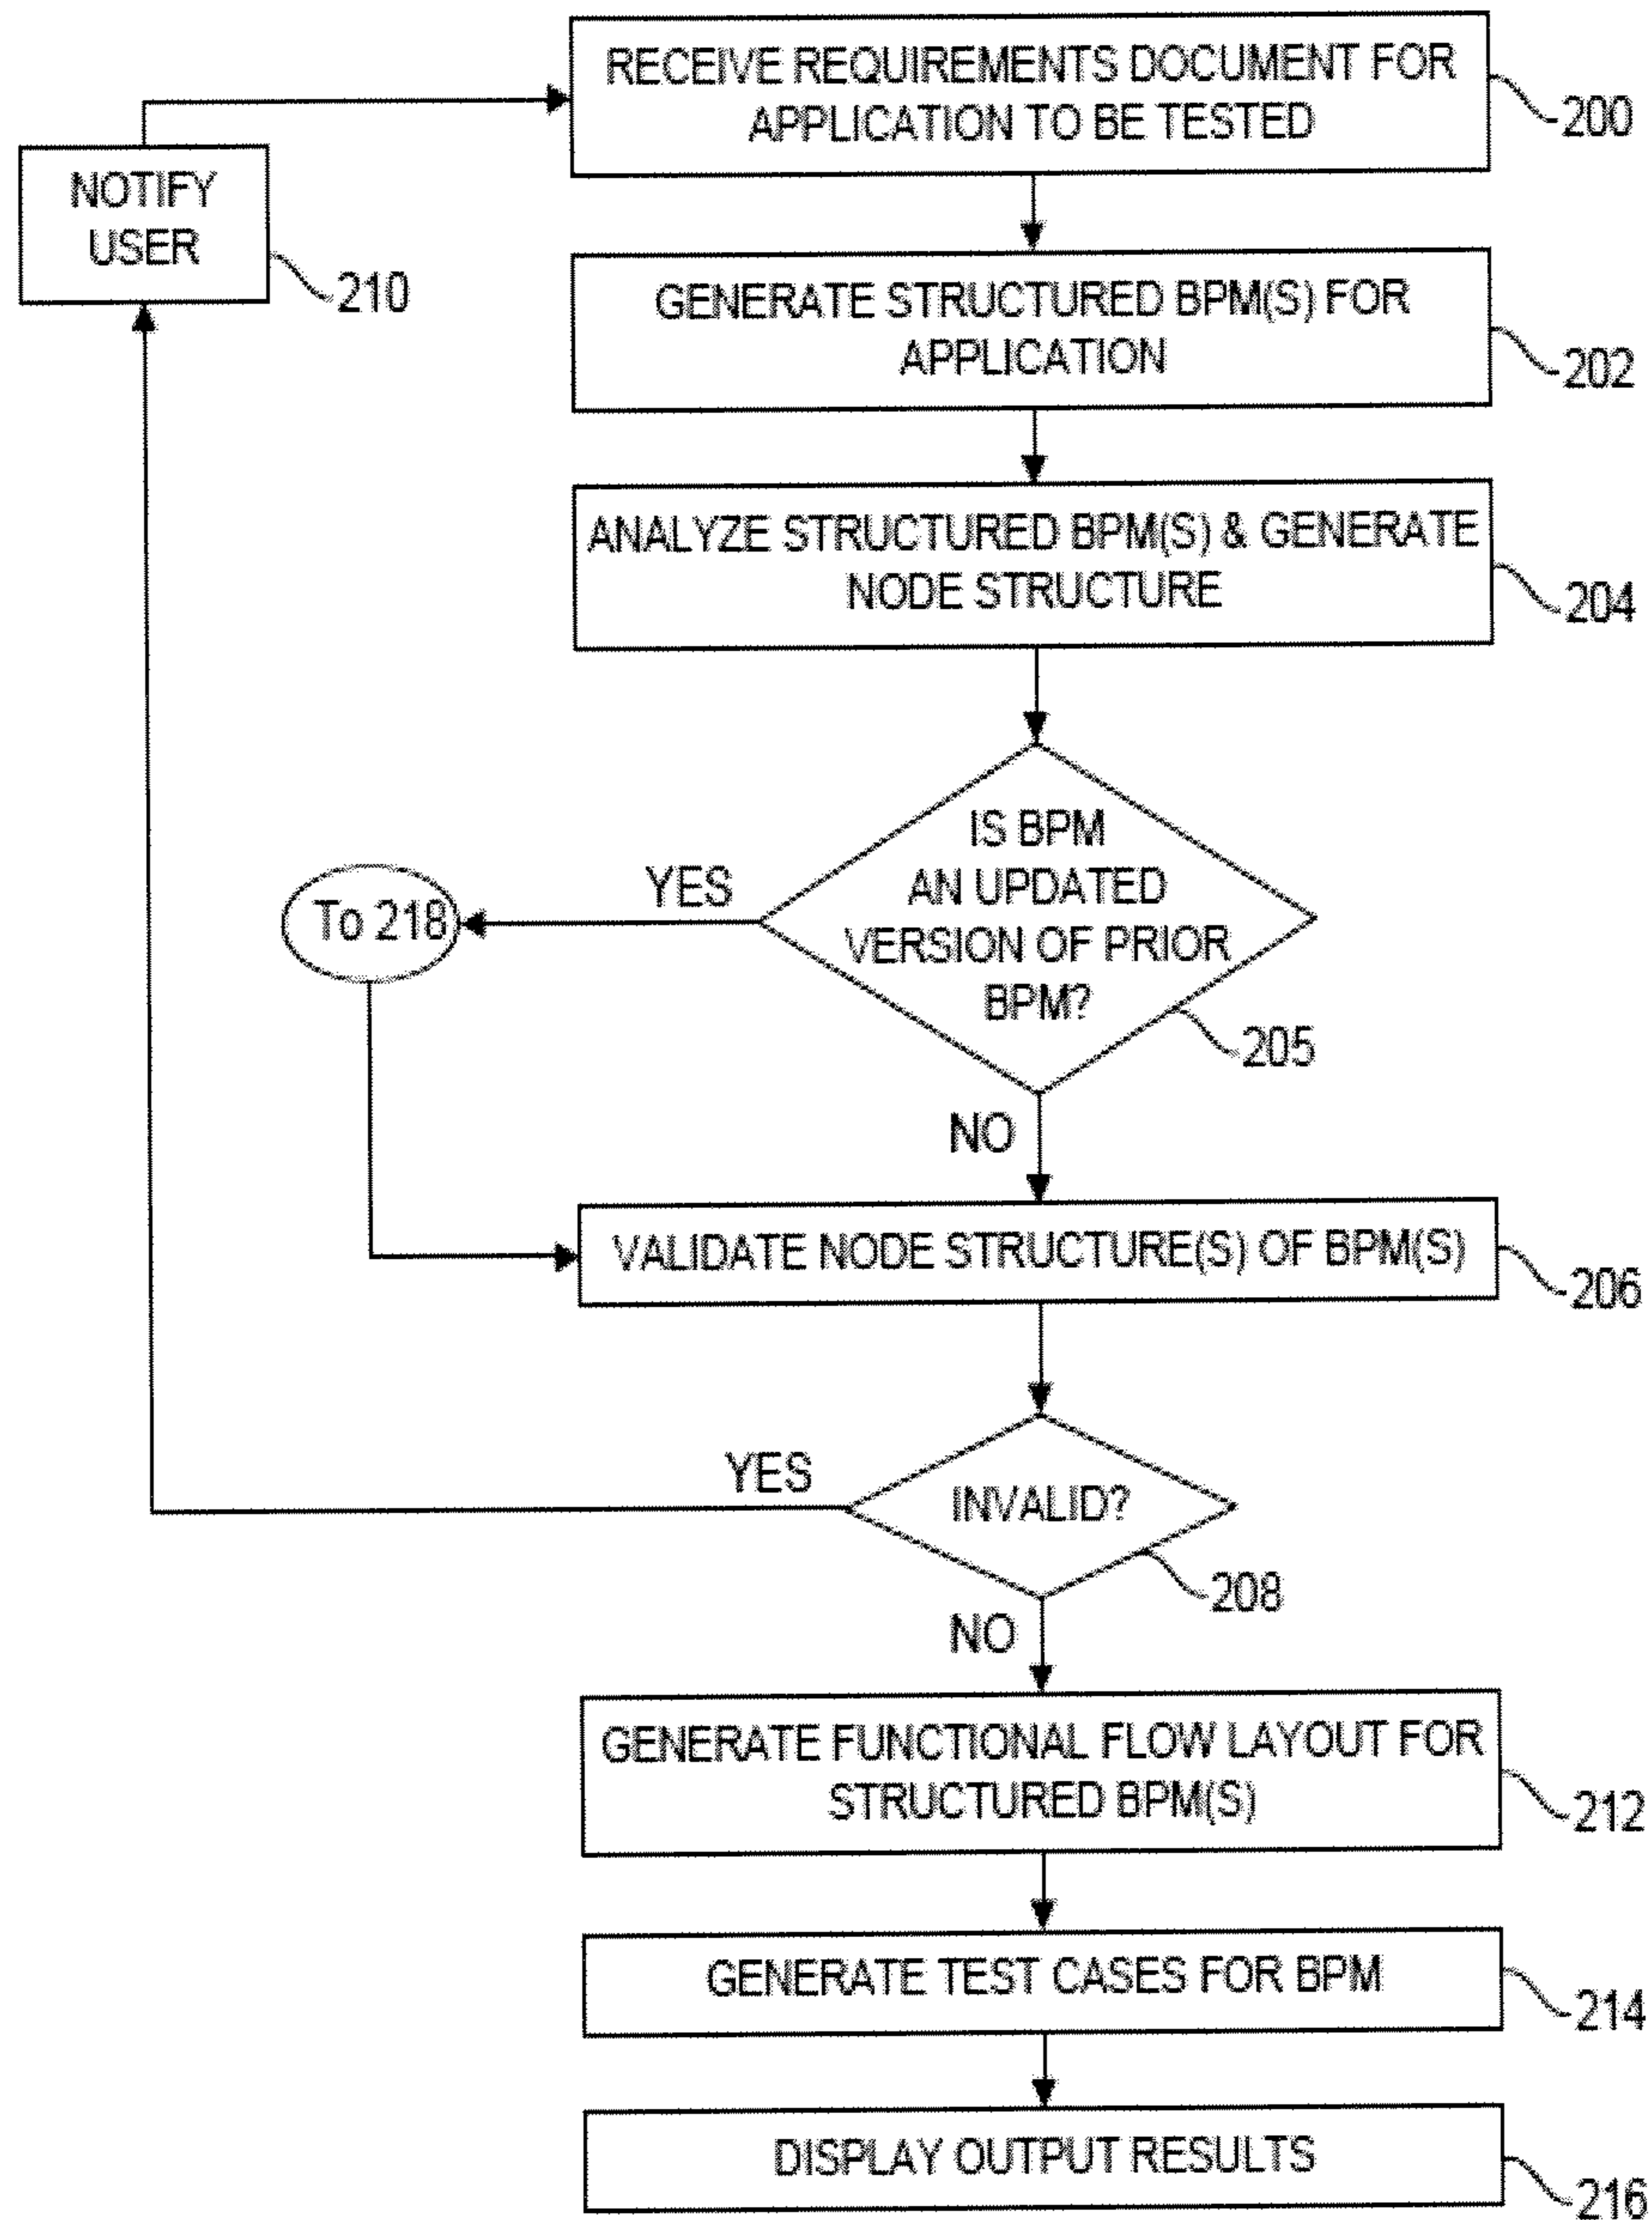 RECEIVE REQUIREMENTS DOCUMENT FOR
APPLICATION TO BE TESTED
200
NOTIFY
USER
210
GENERATE STRUCTURED BPM(S) FOR
APPLICATION
202
ANALYZE STRUCTURED BPM(S) & GENERATE
NODE STRUCTURE
204
IS BPM
AN UPDATED
VERSION OF PRIOR
BPM?
205
YES
To 218
NO
VALIDATE NODE STRUCTURE(S) OF BPM(S)
206
YES
INVALID?
208
NO
GENERATE FUNCTIONAL FLOW LAYOUT FOR
STRUCTURED BPM(S)
212
GENERATE TEST CASES FOR BPM
214
DISPLAY OUTPUT RESULTS
216